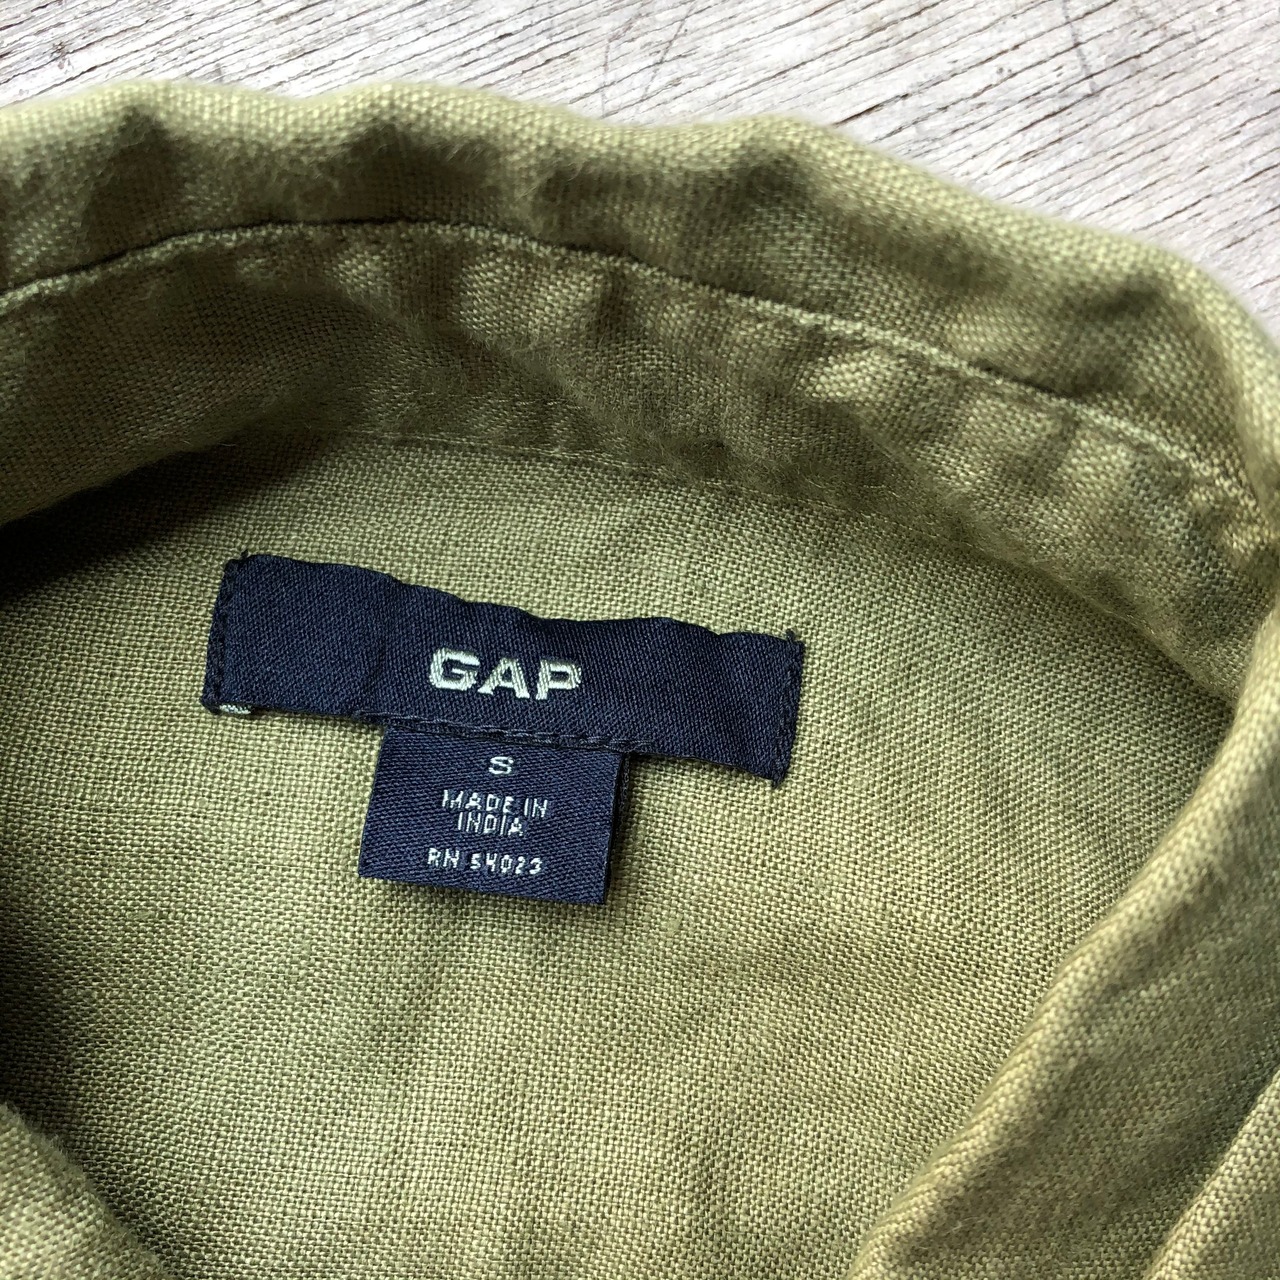 GAP
S
MADE IN
INDIA
RN 54023